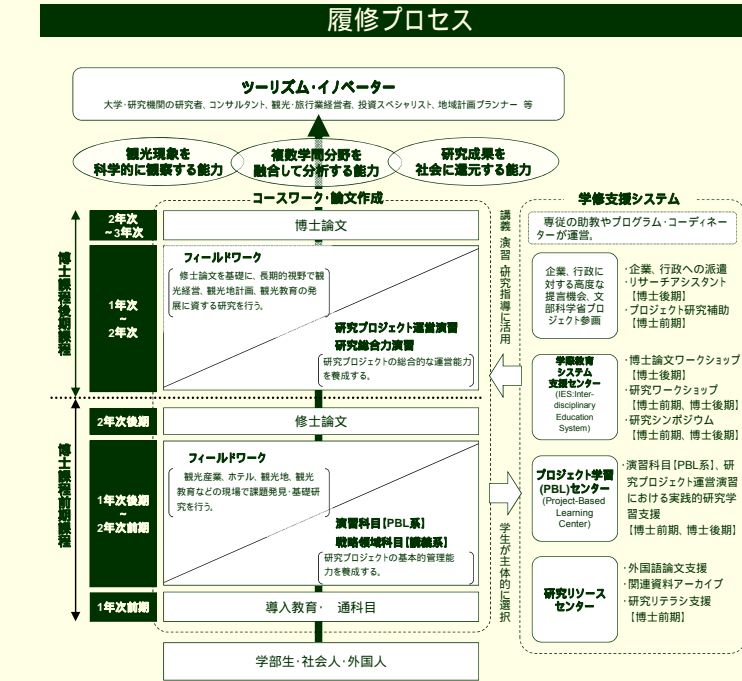 履修プロセス
ツーリズム・イノベーター
大学・研究機関の研究者、コンサルタント、観光・旅行業経営者、投資スペシャリスト、地域計画プランナー 等
観光現象を
科学的に観察する能力
複数学問分野を
融合して分析する能力
研究成果を
社会に還元する能力
コースワーク・論文作成
博士課程後期課程
2年次
~3年次
博士論文
1年次
~
2年次
フィールドワーク
修士論文を基礎に、長期的視野で観
光経営、観光地計画、観光教育の発
展に資する研究を行う。
研究プロジェクト運営演習
研究総合力演習
研究プロジェクトの総合的な運営能力
を養成する。
博士課程前期課程
2年次後期
修士論文
1年次後期
~
2年次前期
フィールドワーク
観光産業、ホテル、観光地、観光
教育などの現場で課題発見・基礎研
究を行う。
演習科目【PBL系】
戦略領域科目【講義系】
研究プロジェクトの基本的管理能
力を養成する。
1年次前期
導入教育・ 通科目
学部生・社会人・外国人
講義 演習 研究指導に活用
学生が主体的に選択
学修支援システム
専従の助教やプログラム・コーディネー
ターが運営。
企業、行政に
対する高度な
提言機会、文
部科学省プロ
ジェクト参画
・企業、行政への派遣
・リサーチアシスタント
【博士後期】
・プロジェクト研究補助
【博士前期】
学際教育
システム
支援センター
(IES:Inter-
disciplinary
Education
System)
・博士論文ワークショップ
【博士後期】
・研究ワークショップ
【博士前期、博士後期】
・研究シンポジウム
【博士前期、博士後期】
プロジェクト学習
(PBL)センター
(Project-Based
Learning
Center)
・演習科目【PBL系】、研
究プロジェクト運営演習
における実践的研究学
習支援
【博士前期、博士後期】
研究リソース
センター
・外国語論文支援
・関連資料アーカイブ
・研究リテラシ支援
【博士前期】